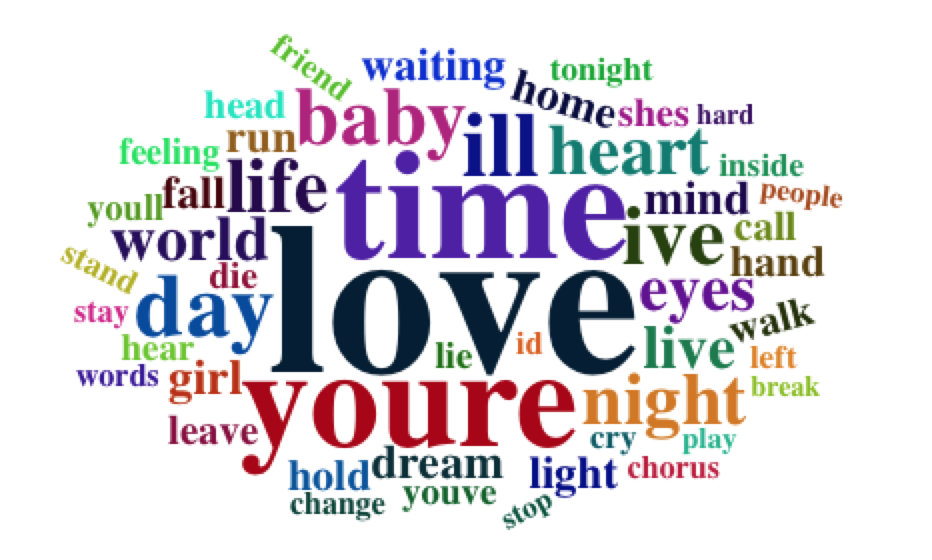 friend
waiting
tonight
head
baby
home
shes
hard
feeling
run
ill
heart
inside
youll
fall
life
time
mind
people
world
ive
call
stand
die
love
hand
stay
day
eyes
walk
hear
lie
id
live
left
words
girl
youre
night
break
leave
cry
play
hold
dream
light
chorus
change
youve
stop